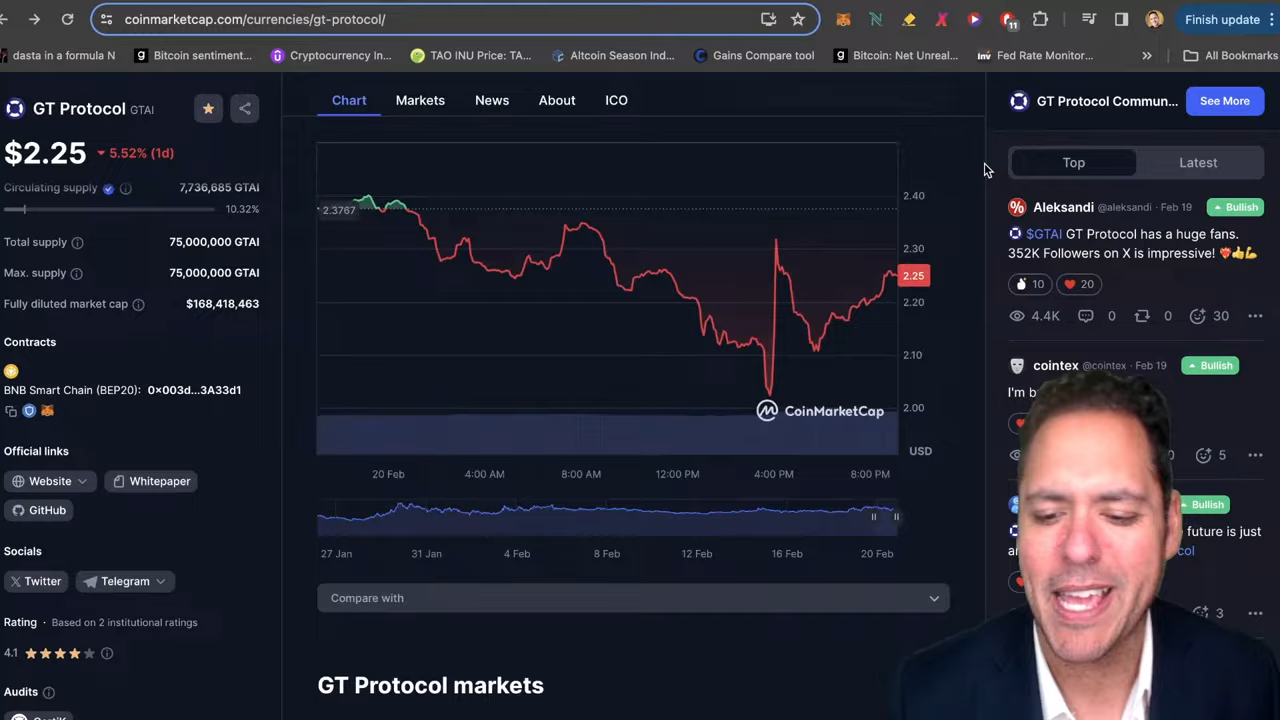 coinmarketcap.com/currencies/gt-protocol/
11
Finish update
dasta in a formula N
Bitcoin sentiment...
Cryptocurrency In...
TAO INU Price: TA...
Altcoin Season Ind...
Gains Compare tool
Bitcoin: Net Unreal...
Fed Rate Monitor...
All Bookmarks
GT Protocol GTAI
$2.25 5.52% (1d)
Circulating supply 7,736,685 GTAI
10.32%
Total supply 75,000,000 GTAI
Max. supply 75,000,000 GTAI
Fully diluted market cap $168,418,463
Contracts
BNB Smart Chain (BEP20): 0x003d...3A33d1
Official links
Website
Whitepaper
GitHub
Socials
Twitter
Telegram
Rating · Based on 2 institutional ratings
4.1
Audits
Chart Markets News About ICO
2.3767
2.40
2.30
2.25
2.20
2.10
2.00
CoinMarketCap
USD
20 Feb 4:00 AM 8:00 AM 12:00 PM 4:00 PM 8:00 PM
27 Jan 31 Jan 4 Feb 8 Feb 12 Feb 16 Feb 20 Feb
Compare with
GT Protocol markets
GT Protocol Commun...
See More
Top Latest
Aleksandi @aleksandi · Feb 19 Bullish
$GTAI GT Protocol has a huge fans.
352K Followers on X is impressive!
10 20
4.4K 0 0 30
cointex @cointex · Feb 19 Bullish
I'm
0 5
Bullish
future is just
3